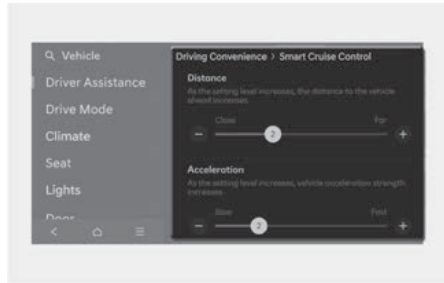 Vehicle
Driver Assistance
Drive Mode
Climate
Seat
Lights
Door
Driving Convenience > Smart Cruise Control
Distance
As the setting level increases, the distance to the vehicle
ahead increases.
Close
Far
2
Acceleration
As the setting level increases, vehicle acceleration strength
increases.
Slow
Fast
2